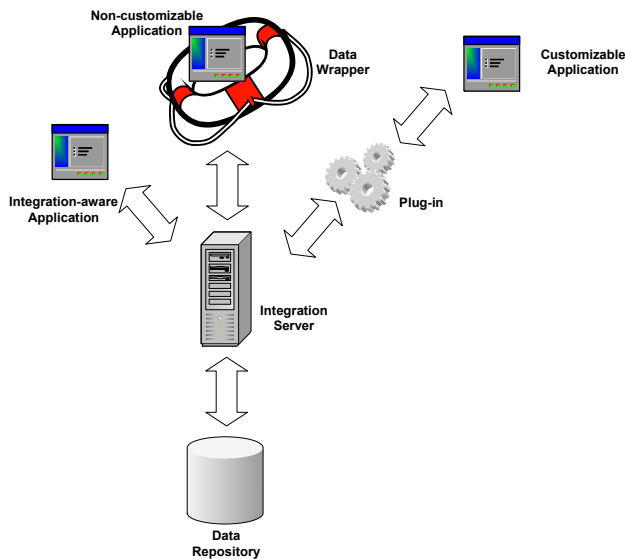 Non-customizable
Application
Data
Wrapper
Customizable
Application
Integration-aware
Application
Plug-in
Integration
Server
Data
Repository